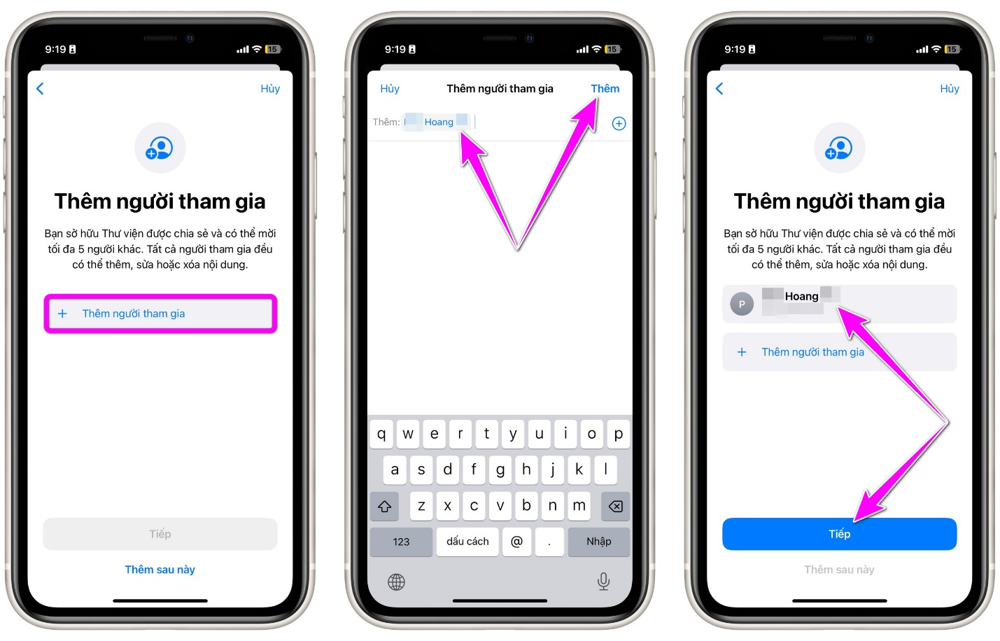 9:19
15
Hủy
Thêm người tham gia
Bạn sở hữu Thư viện được chia sẻ và có thể mời
tối đa 5 người khác. Tất cả người tham gia đều
có thể thêm, sửa hoặc xóa nội dung.
+ Thêm người tham gia
Tiếp
Thêm sau này
9:19
15
Hủy Thêm người tham gia Thêm
Thêm: Hoang
q w e r t y u i o p
a s d f g h j k l
z x c v b n m
123 dấu cách @ . Nhập
9:19
15
Hủy
Thêm người tham gia
Bạn sở hữu Thư viện được chia sẻ và có thể mời
tối đa 5 người khác. Tất cả người tham gia đều
có thể thêm, sửa hoặc xóa nội dung.
P Hoang
+ Thêm người tham gia
Tiếp
Thêm sau này